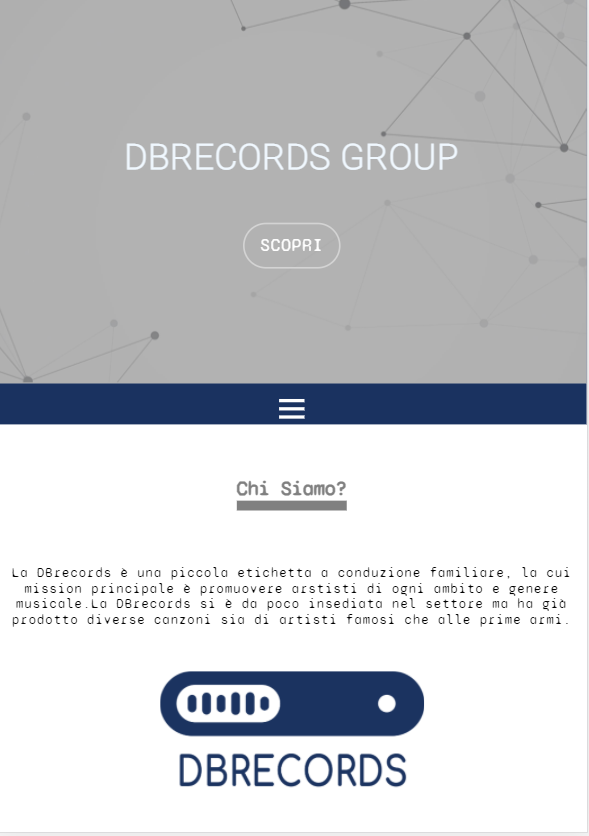 DBRECORDS GROUP
SCOPRI
Chi Siamo?
La DBrecords è una piccola etichetta a conduzione familiare, la cui
mission principale è promuovere arstisti di ogni ambito e genere
musicale.La DBrecords si è da poco insediata nel settore ma ha già
prodotto diverse canzoni sia di artisti famosi che alle prime armi.
DBRECORDS